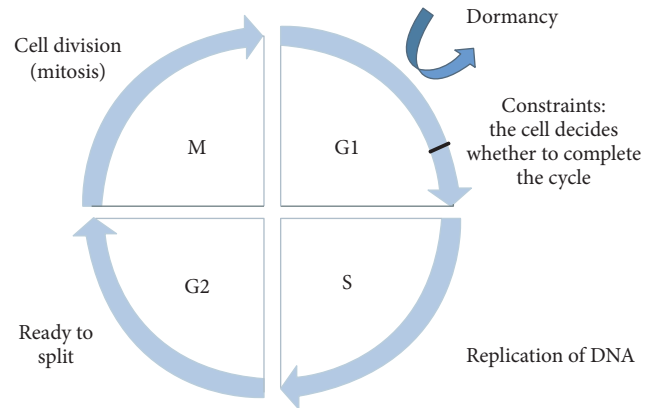 Dormancy
Cell division
(mitosis)
Constraints:
the cell decides
whether to complete
the cycle
M
G1
G2
S
Ready to
split
Replication of DNA